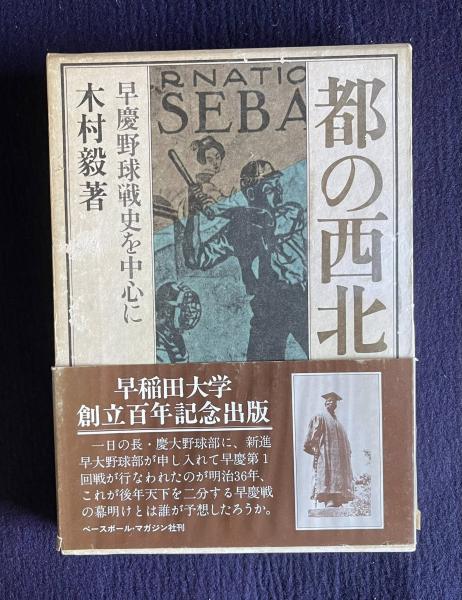 都の西北
早慶野球戦史を中心に
木村毅著
RNATIO
SEBA
早稲田大学
創立百年記念出版
一日の長・慶大野球部に、新進
早大野球部が申し入れて早慶第1
回戦が行なわれたのが明治36年、
これが後年天下を二分する早慶戦
の幕明けとは誰が予想したろうか。
ベースボール・マガジン社刊